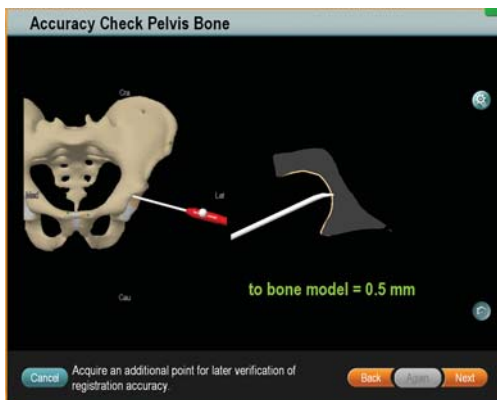 Accuracy Check Pelvis Bone
Cra
Med
Lat
to bone model = 0.5 mm
Cau
Cancel
Acquire an additional point for later verification of
registration accuracy.
Back
Again
Next